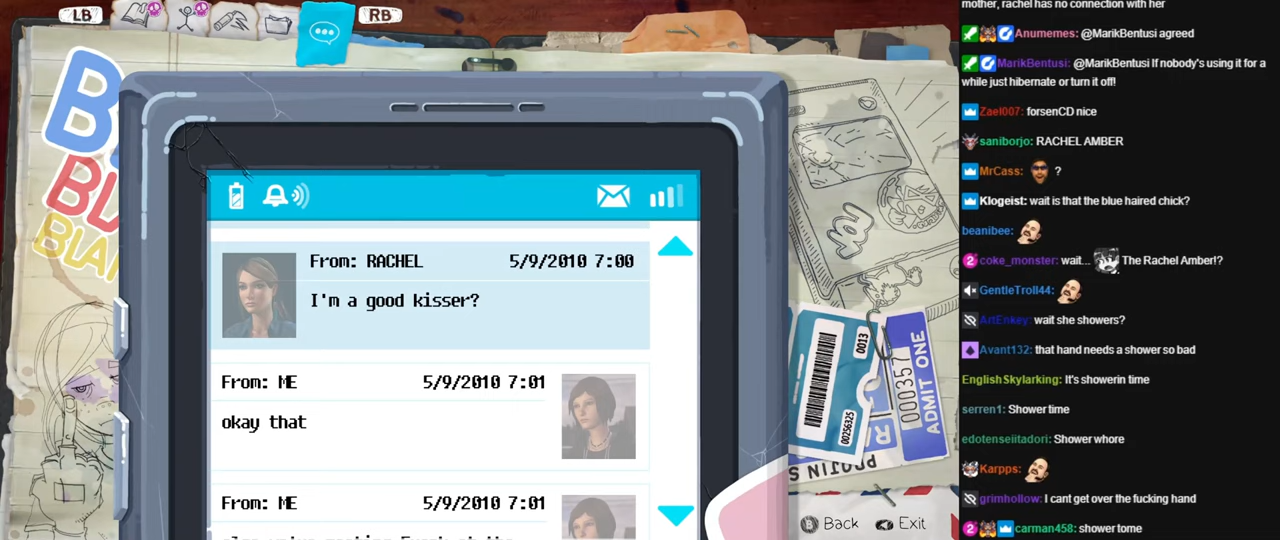 LB
RB
From: RACHEL 5/9/2010 7:00
I'm a good kisser?
From: ME 5/9/2010 7:01
okay that
From: ME 5/9/2010 7:01
0013
00256325
000357
ADMIT ONE
Back
Exit
mother, rachel has no connection with her
Anumemes: @MarikBentusi agreed
MarikBentusi: @MarikBentusi If nobody's using it for a
while just hibernate or turn it off!
Zael007: forsenCD nice
saniborjo: RACHEL AMBER
MrCass: ?
Klogeist: wait is that the blue haired chick?
beanibee:
2 coke_monster: wait... The Rachel Amber!?
GentleTroll44:
ArtEnkey: wait she showers?
Avant132: that hand needs a shower so bad
EnglishSkylarking: It's showerin time
serren1: Shower time
edotenseiitadori: Shower whore
Karpps:
grimhollow: I cant get over the fucking hand
2 carman458: shower tome